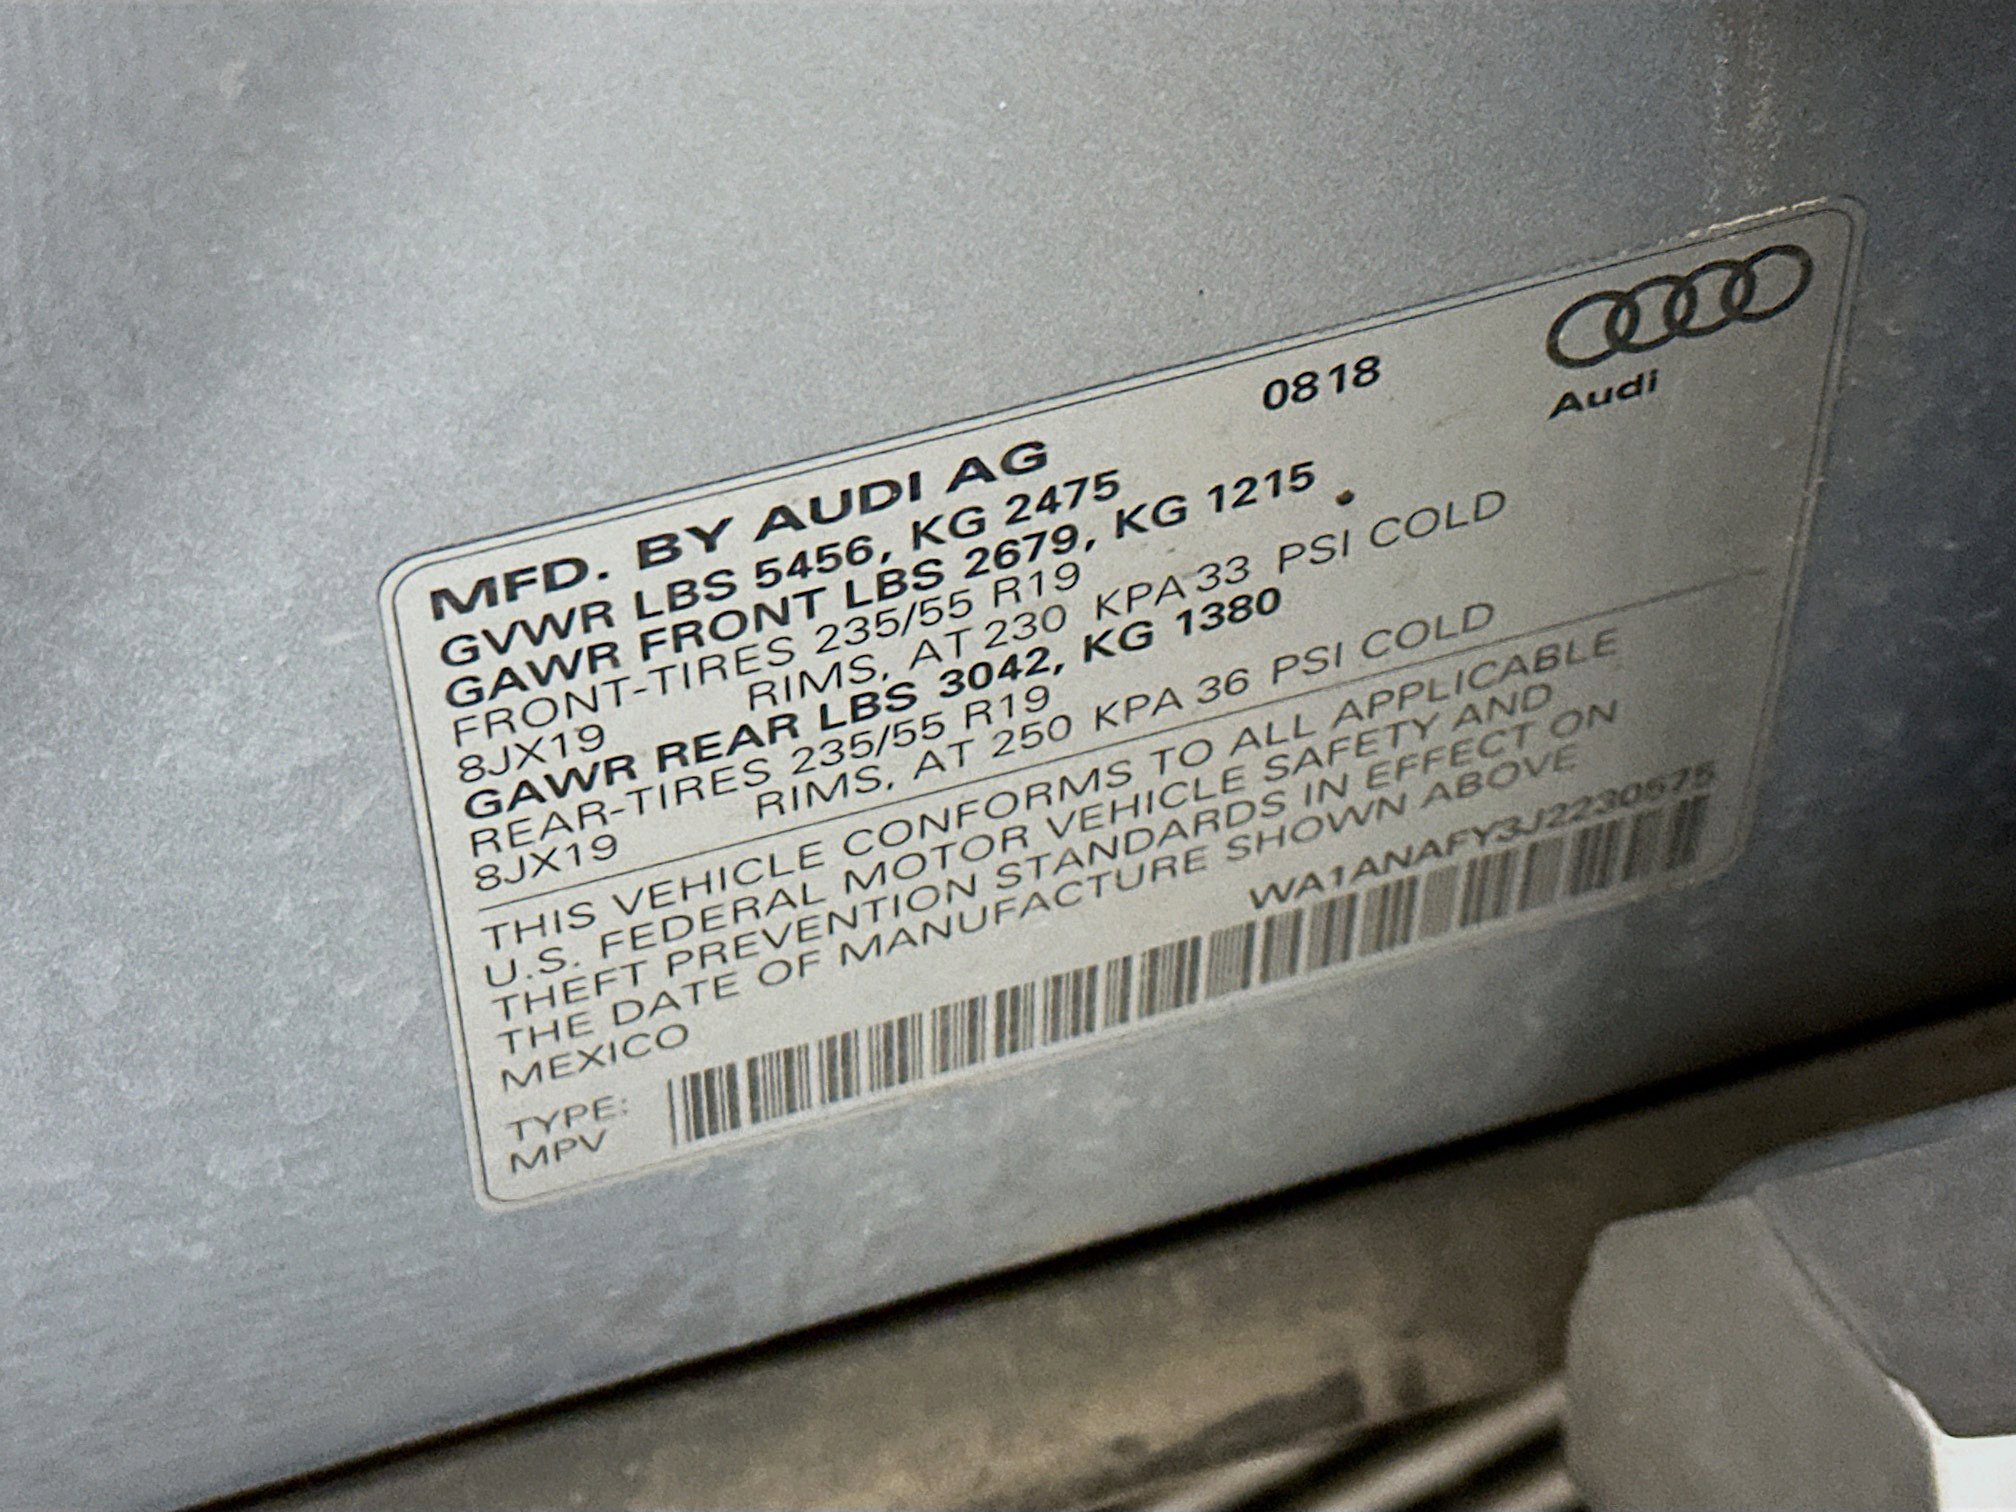 MFD. BY AUDI AG 0818
Audi
GVWR LBS 5456, KG 2475
GAWR FRONT LBS 2679, KG 1215
FRONT-TIRES 235/55 R19
8JX19 RIMS, AT 230 KPA 33 PSI COLD
GAWR REAR LBS 3042, KG 1380
REAR-TIRES 235/55 R19
8JX19 RIMS, AT 250 KPA 36 PSI COLD
THIS VEHICLE CONFORMS TO ALL APPLICABLE
U.S. FEDERAL MOTOR VEHICLE SAFETY AND
THEFT PREVENTION STANDARDS IN EFFECT ON
THE DATE OF MANUFACTURE SHOWN ABOVE
MEXICO
WA1ANAFY3J2230575
TYPE:
MPV